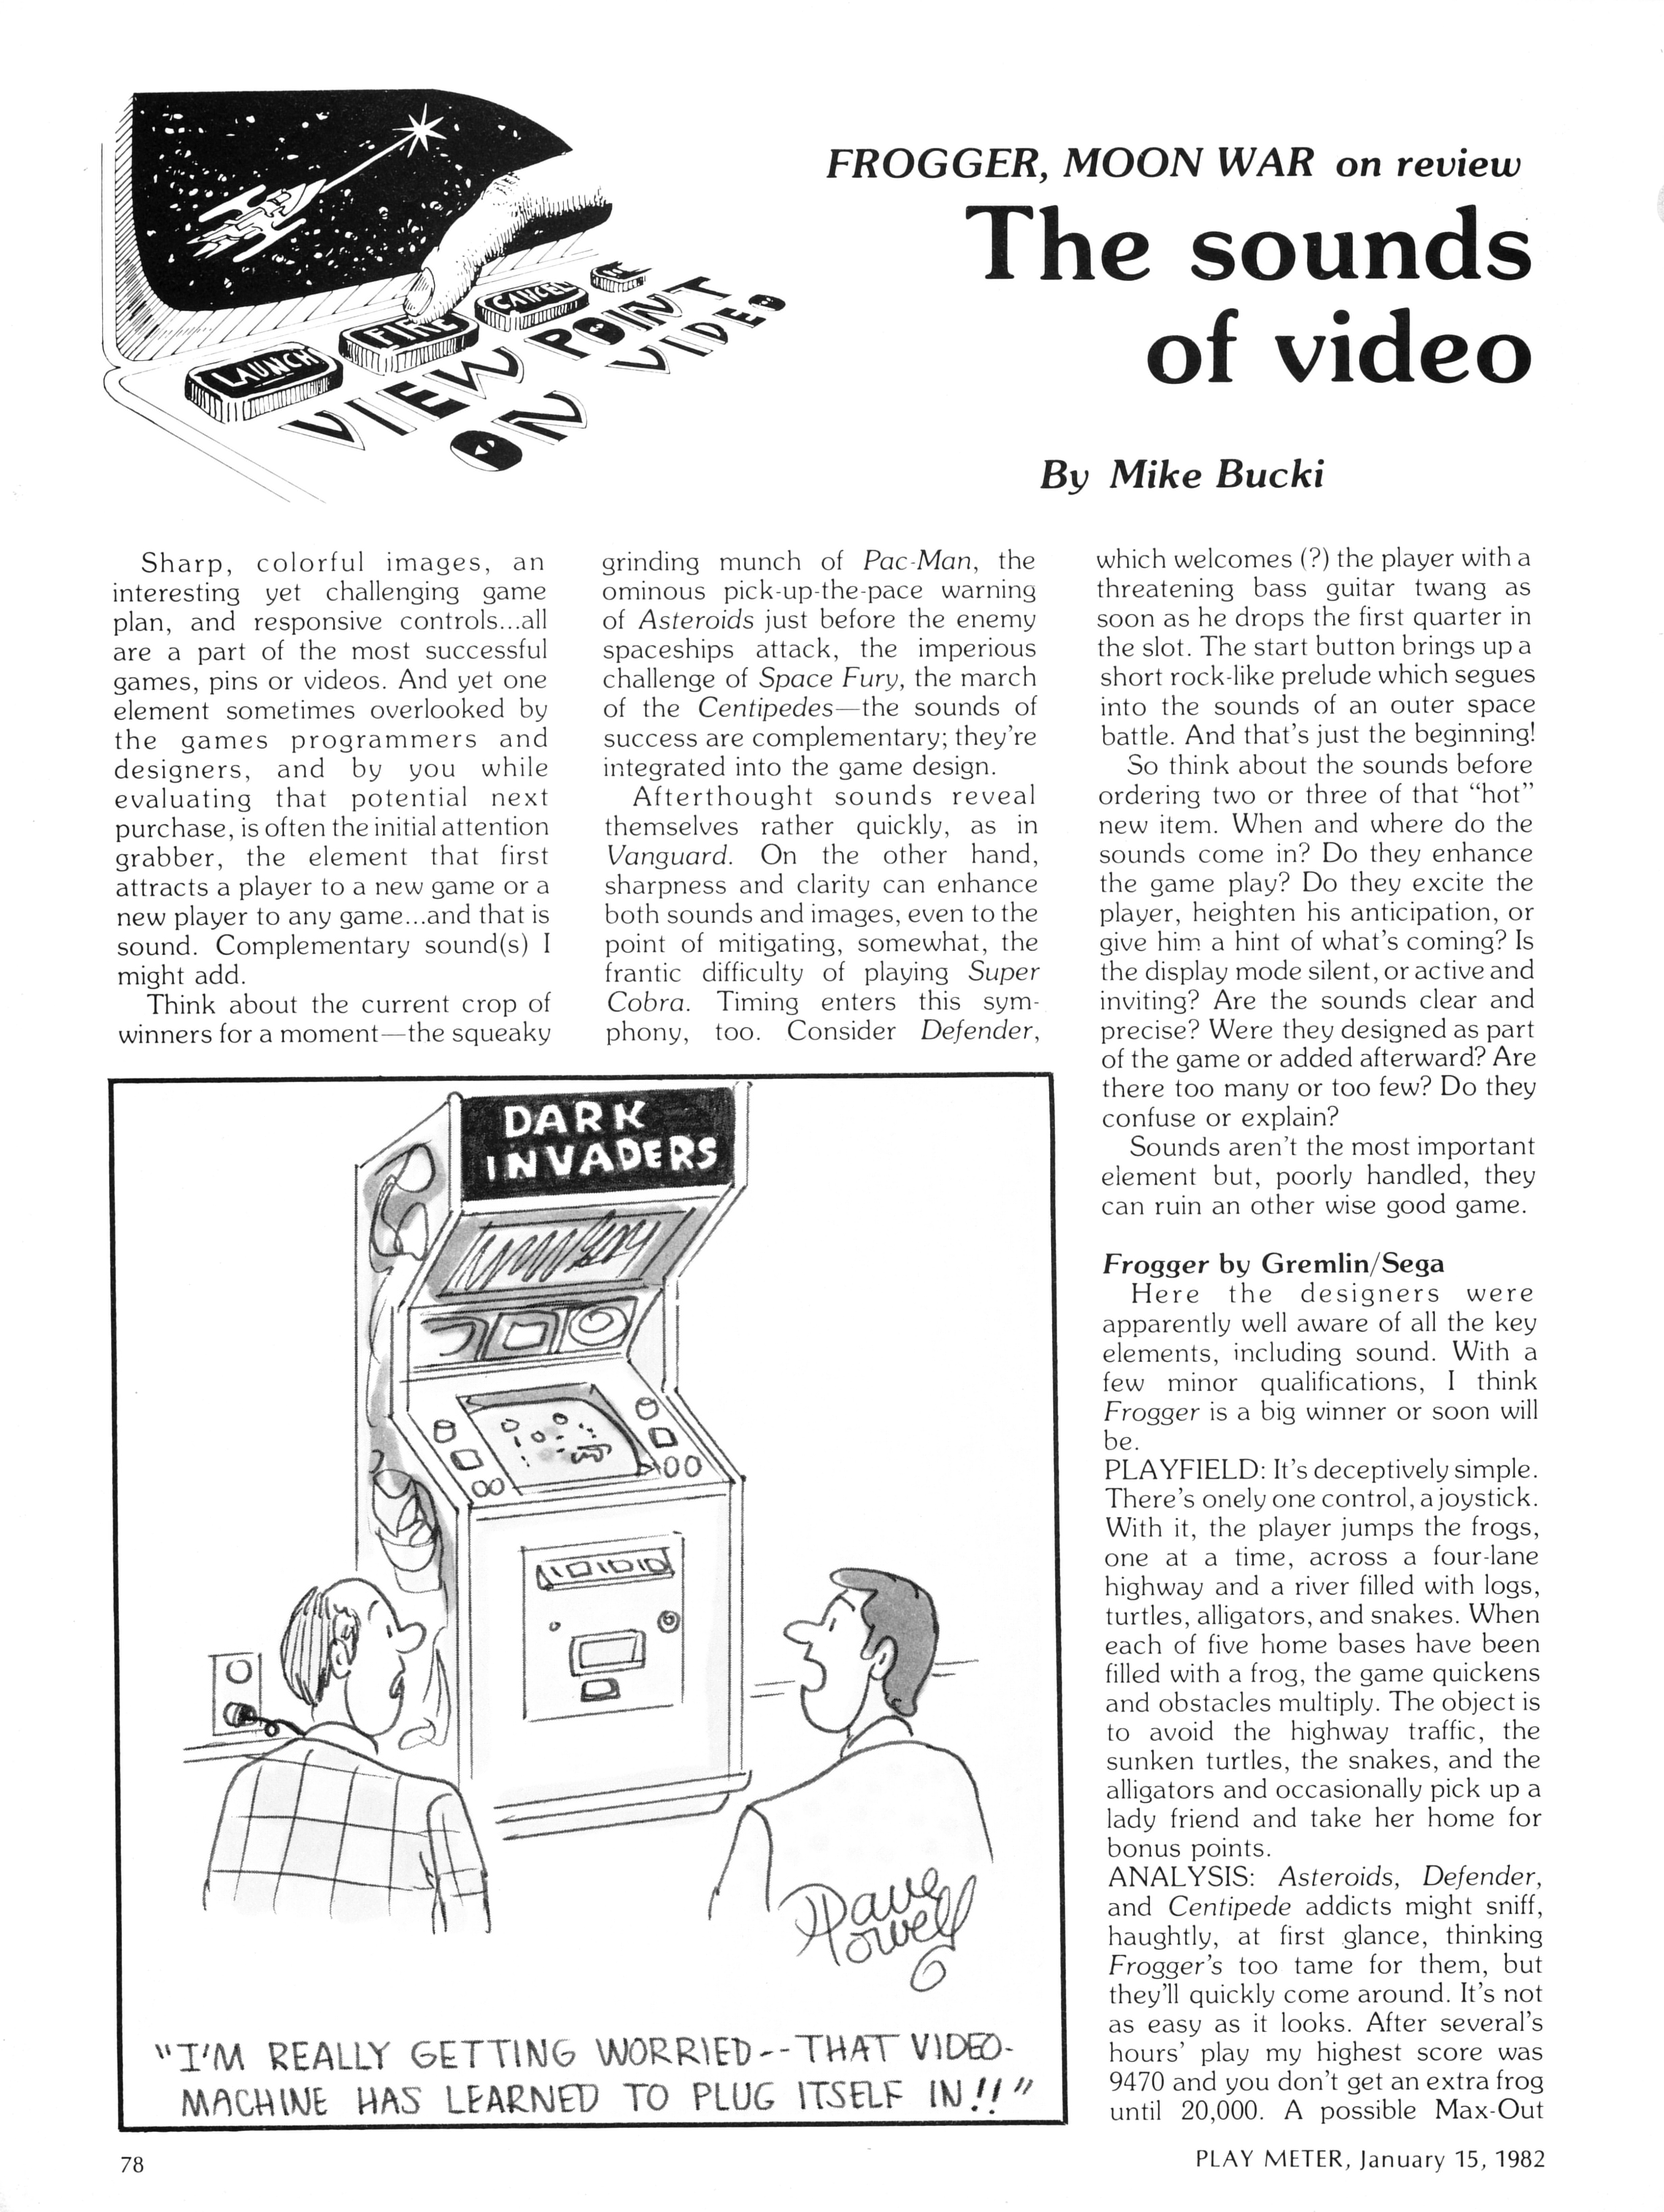 LAUNCH
FIRE
CANCEL
VIEWPOINT
ON VIDEO
FROGGER, MOON WAR on review
The sounds
of video
By Mike Bucki
Sharp, colorful images, an
interesting yet challenging game
plan, and responsive controls...all
are a part of the most successful
games, pins or videos. And yet one
element sometimes overlooked by
the games programmers and
designers, and by you while
evaluating that potential next
purchase, is often the initial attention
grabber, the element that first
attracts a player to a new game or a
new player to any game...and that is
sound. Complementary sound(s) I
might add.
Think about the current crop of
winners for a moment—the squeaky
grinding munch of Pac-Man, the
ominous pick-up-the-pace warning
of Asteroids just before the enemy
spaceships attack, the imperious
challenge of Space Fury, the march
of the Centipedes—the sounds of
success are complementary; they're
integrated into the game design.
Afterthought sounds reveal
themselves rather quickly, as in
Vanguard. On the other hand,
sharpness and clarity can enhance
both sounds and images, even to the
point of mitigating, somewhat, the
frantic difficulty of playing Super
Cobra. Timing enters this sym-
phony, too. Consider Defender,
which welcomes (?) the player with a
threatening bass guitar twang as
soon as he drops the first quarter in
the slot. The start button brings up a
short rock-like prelude which segues
into the sounds of an outer space
battle. And that's just the beginning!
So think about the sounds before
ordering two or three of that "hot"
new item. When and where do the
sounds come in? Do they enhance
the game play? Do they excite the
player, heighten his anticipation, or
give him a hint of what's coming? Is
the display mode silent, or active and
inviting? Are the sounds clear and
precise? Were they designed as part
of the game or added afterward? Are
there too many or too few? Do they
confuse or explain?
Sounds aren't the most important
element but, poorly handled, they
can ruin an other wise good game.
Frogger by Gremlin/Sega
Here the designers were
apparently well aware of all the key
elements, including sound. With a
few minor qualifications, I think
Frogger is a big winner or soon will
be.
PLAYFIELD: It's deceptively simple.
There's onely one control, a joystick.
With it, the player jumps the frogs,
one at a time, across a four-lane
highway and a river filled with logs,
turtles, alligators, and snakes. When
each of five home bases have been
filled with a frog, the game quickens
and obstacles multiply. The object is
to avoid the highway traffic, the
sunken turtles, the snakes, and the
alligators and occasionally pick up a
lady friend and take her home for
bonus points.
ANALYSIS: Asteroids, Defender,
and Centipede addicts might sniff,
haughtly, at first glance, thinking
Frogger's too tame for them, but
they'll quickly come around. It's not
as easy as it looks. After several's
hours' play my highest score was
9470 and you don't get an extra frog
until 20,000. A possible Max-Out
DARK
INVADERS
Dave
Powell
"I'M REALLY GETTING WORRIED--THAT VIDEO-
MACHINE HAS LEARNED TO PLUG ITSELF IN!!"
78
PLAY METER, January 15, 1982